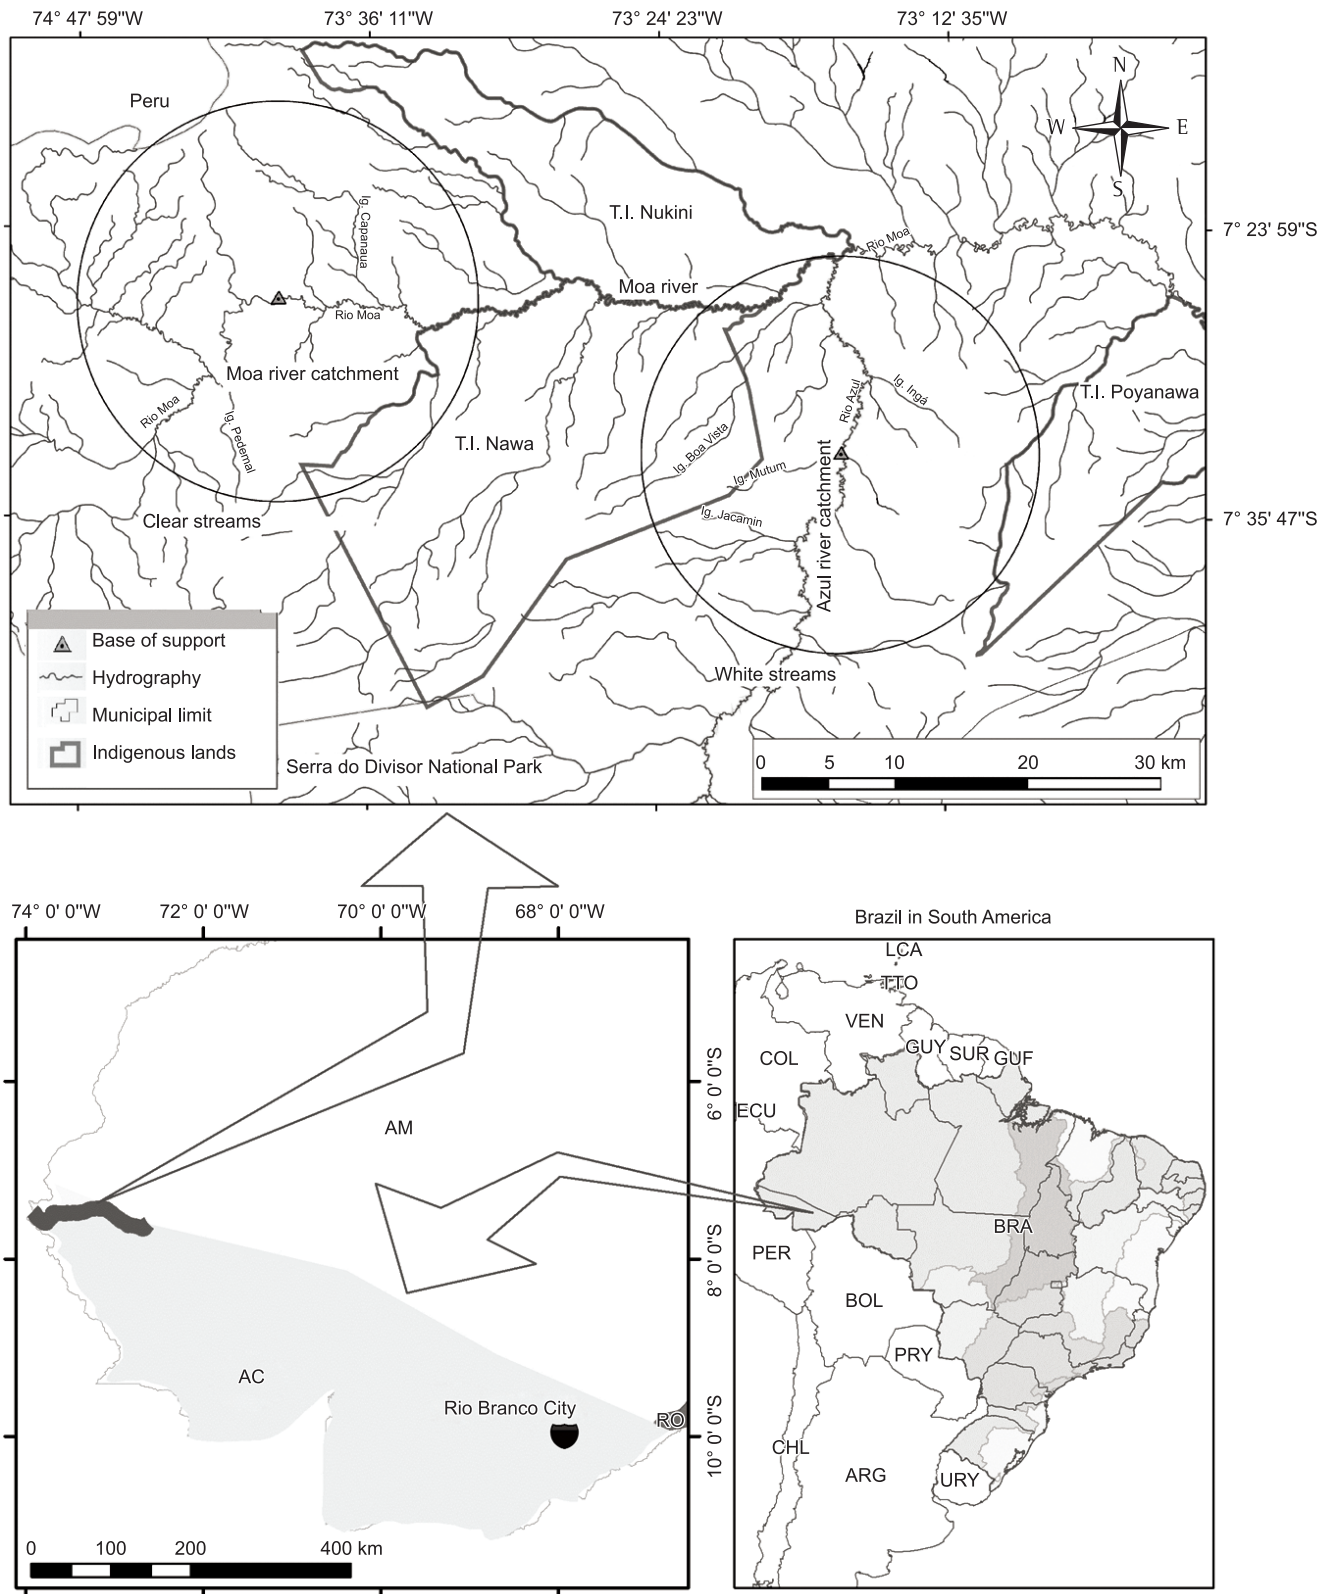 74° 47' 59"W
73° 36' 11"W
73° 24' 23"W
73° 12' 35"W
Peru
N
W
E
S
Ig. Capanaua
T.I. Nukini
Rio Moa
7° 23' 59"S
Moa river
Rio Moa
Moa river catchment
Rio Moa
Ig. Pedernal
T.I. Nawa
Ig. Boa Vista
Ig. Mutum
Ig. Jacamin
Rio Azul
Ig. Ingá
T.I. Poyanawa
Azul river catchment
Clear streams
7° 35' 47"S
White streams
Base of support
Hydrography
Municipal limit
Indigenous lands
Serra do Divisor National Park
0 5 10 20 30 km
74° 0' 0"W
72° 0' 0"W
70° 0' 0"W
68° 0' 0"W
Brazil in South America
AM
AC
Rio Branco City
RO
6° 0' 0"S
8° 0' 0"S
10° 0' 0"S
0 100 200 400 km
LCA
TTO
VEN
GUY
SUR
GUF
COL
ECU
BRA
PER
BOL
PRY
CHL
ARG
URY